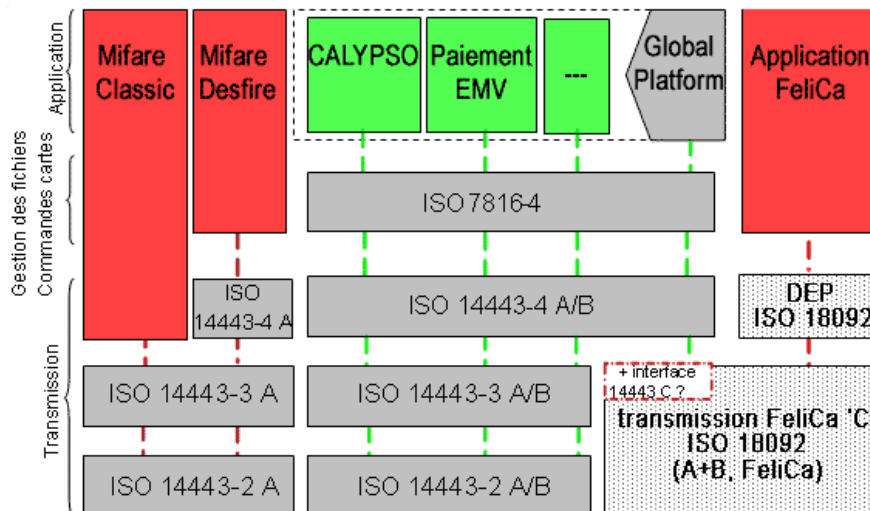 Application
Gestion des fichiers
Commandes cartes
Transmission
Mifare
Classic
Mifare
Desfire
CALYPSO
Paiement
EMV
---
Global
Platform
Application
FeliCa
ISO 7816-4
ISO
14443-4 A
ISO 14443-4 A/B
DEP
ISO 18092
ISO 14443-3 A
ISO 14443-3 A/B
+ interface
14443 C ?
transmission FeliCa 'C
ISO 18092
(A+B, FeliCa)
ISO 14443-2 A
ISO 14443-2 A/B